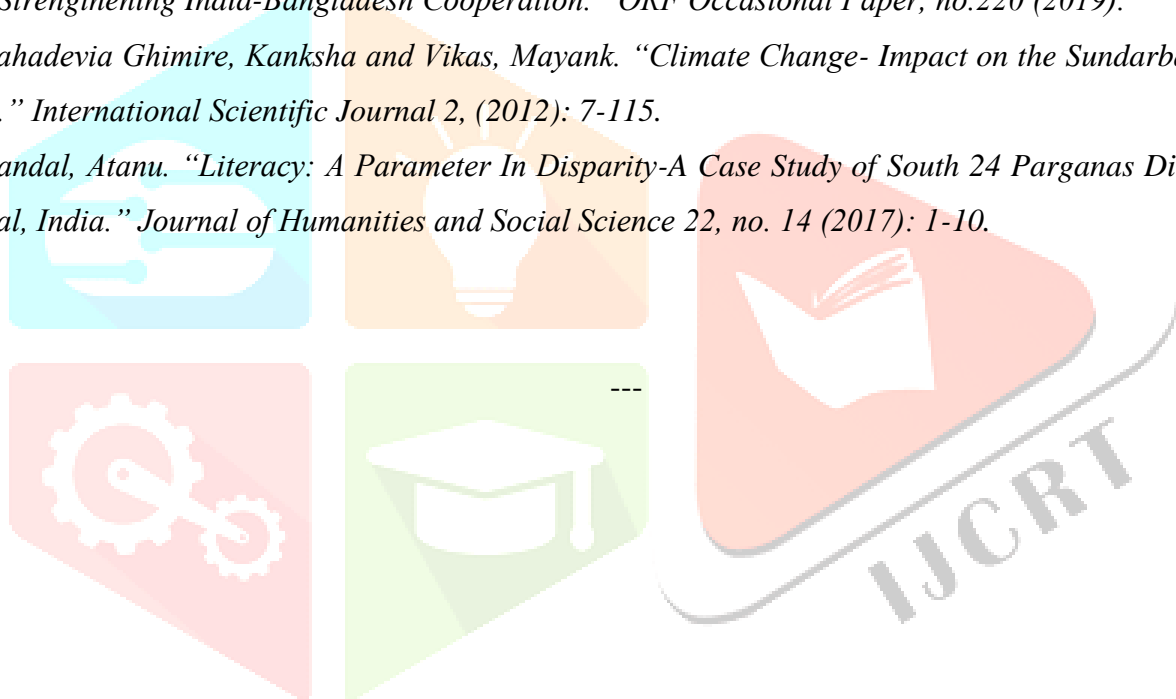 Strengthening India-Bangladesh Cooperation." ORF Occasional Paper, no.220 (2019).
ahadevia Ghimire, Kanksha and Vikas, Mayank. “Climate Change- Impact on the Sundarba
.” International Scientific Journal 2, (2012): 7-115.
andal, Atanu. “Literacy: A Parameter In Disparity-A Case Study of South 24 Parganas Di
al, India.” Journal of Humanities and Social Science 22, no. 14 (2017): 1-10.
---
IJCRT